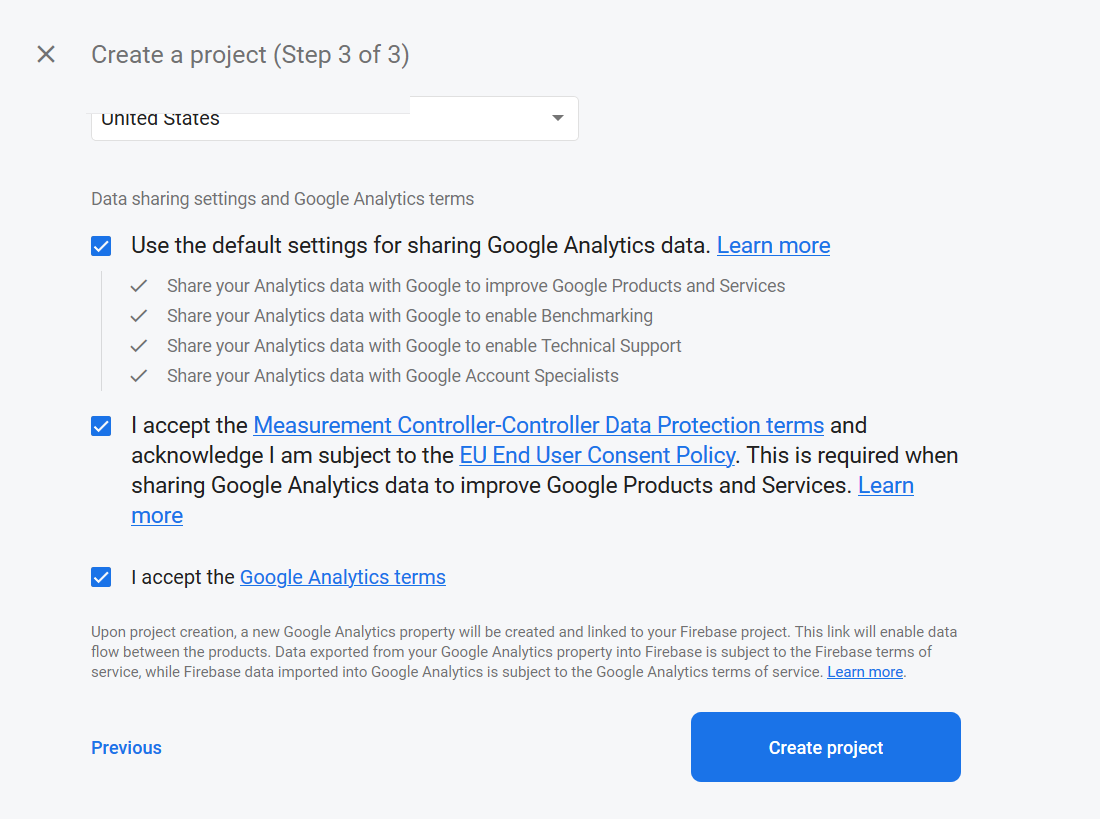 Create a project (Step 3 of 3)
United States
Data sharing settings and Google Analytics terms
Use the default settings for sharing Google Analytics data. Learn more
Share your Analytics data with Google to improve Google Products and Services
Share your Analytics data with Google to enable Benchmarking
Share your Analytics data with Google to enable Technical Support
Share your Analytics data with Google Account Specialists
I accept the Measurement Controller-Controller Data Protection terms and
acknowledge I am subject to the EU End User Consent Policy. This is required when
sharing Google Analytics data to improve Google Products and Services. Learn
more
I accept the Google Analytics terms
Upon project creation, a new Google Analytics property will be created and linked to your Firebase project. This link will enable data
flow between the products. Data exported from your Google Analytics property into Firebase is subject to the Firebase terms of
service, while Firebase data imported into Google Analytics is subject to the Google Analytics terms of service. Learn more.
Previous
Create project